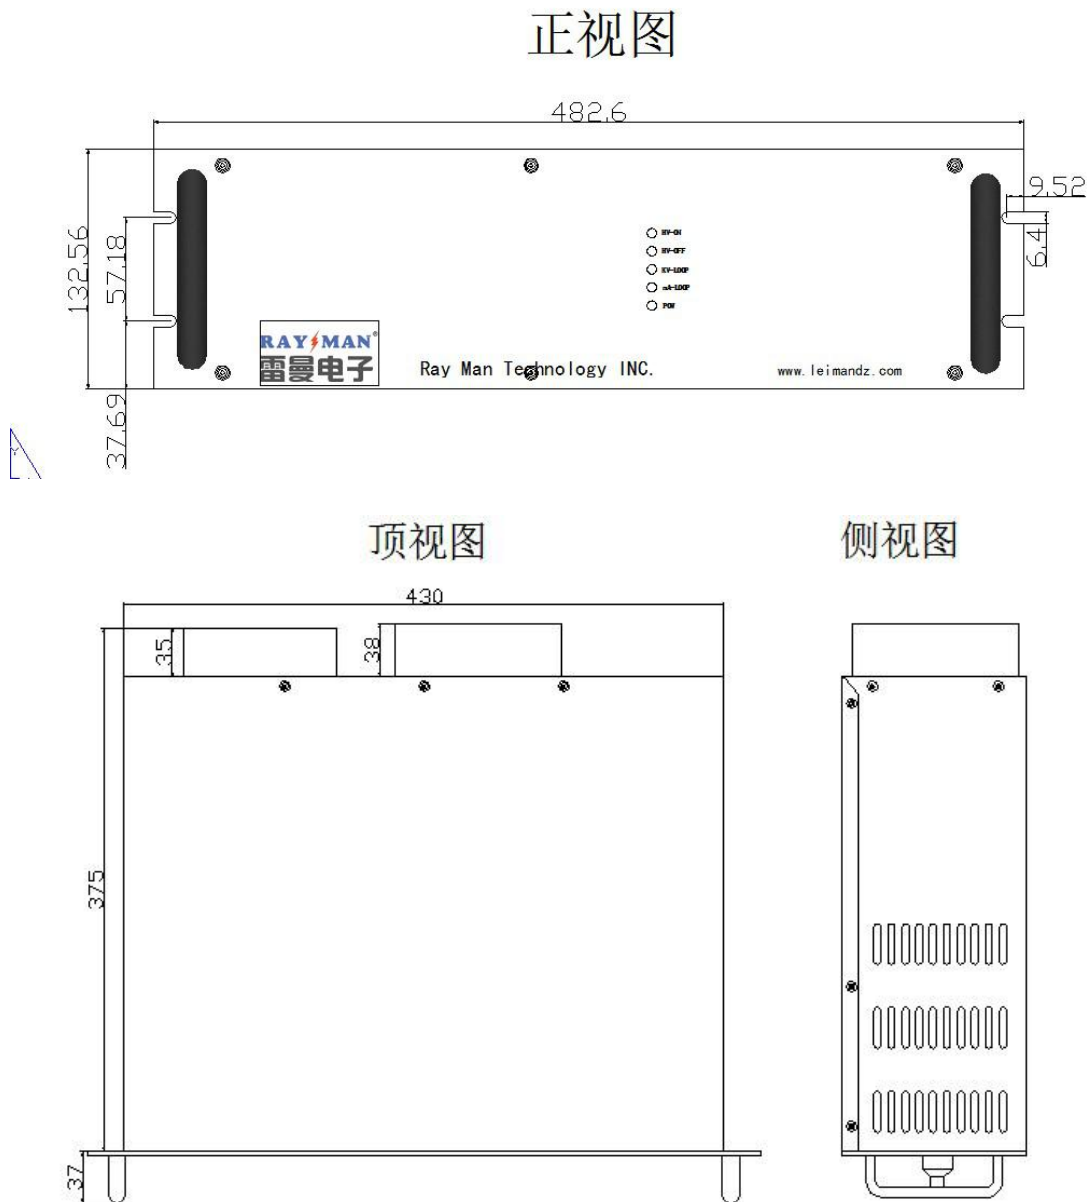 正视图
482.6
9.52
6.4
132.56
57.18
37.69
HV-ON
HV-OFF
KV-LOOP
mA-LOOP
POW
RAY MAN®
雷曼电子
Ray Man Technology INC.
www.leimandz.com
顶视图
侧视图
430
35
38
375
37